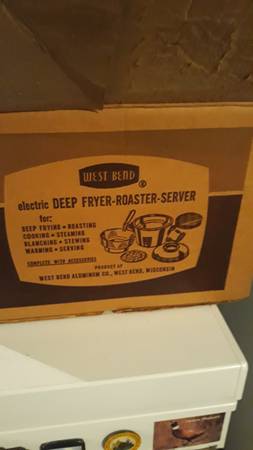 WEST BEND ®
electric DEEP FRYER-ROASTER-SERVER
for:
DEEP FRYING • ROASTING
COOKING • STEAMING
BLANCHING • STEWING
WARMING • SERVING
COMPLETE WITH ACCESSORIES
PRODUCT OF
WEST BEND ALUMINUM CO., WEST BEND, WISCONSIN